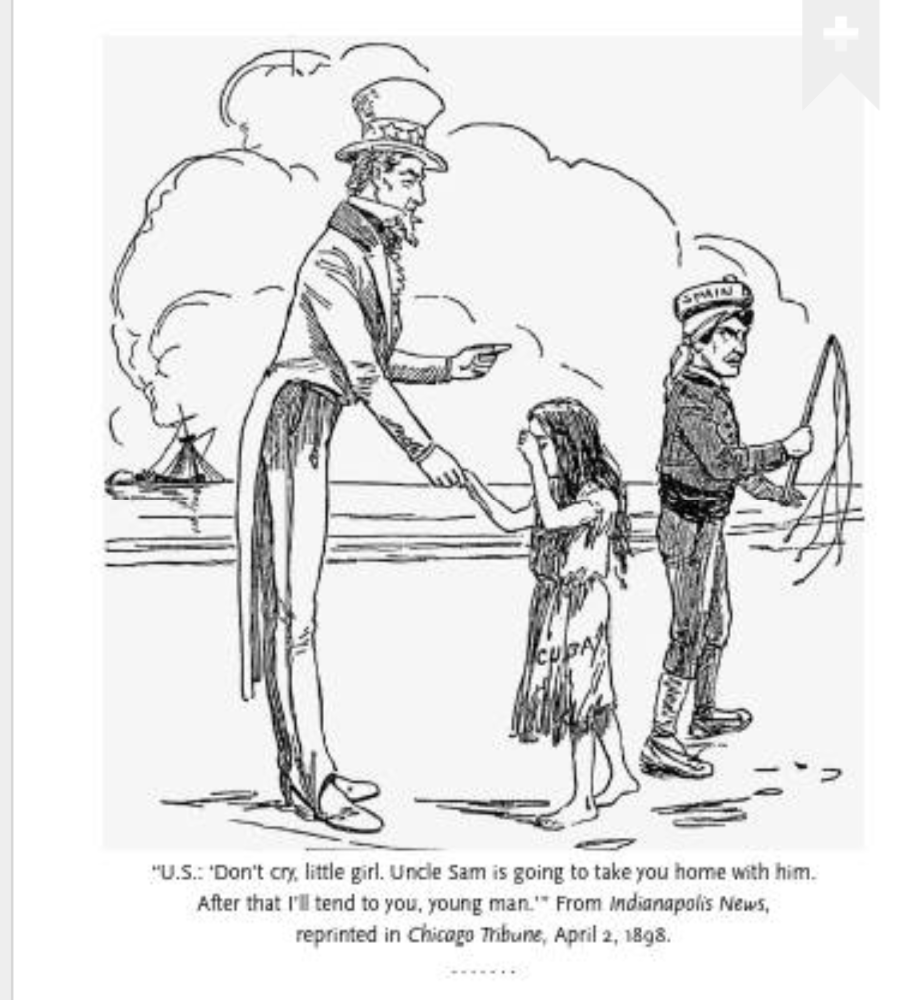 SPAIN
CUBA
"U.S.: 'Don't cry, little girl. Uncle Sam is going to take you home with him.
After that I'll tend to you, young man.'" From Indianapolis News,
reprinted in Chicago Tribune, April 2, 1898.